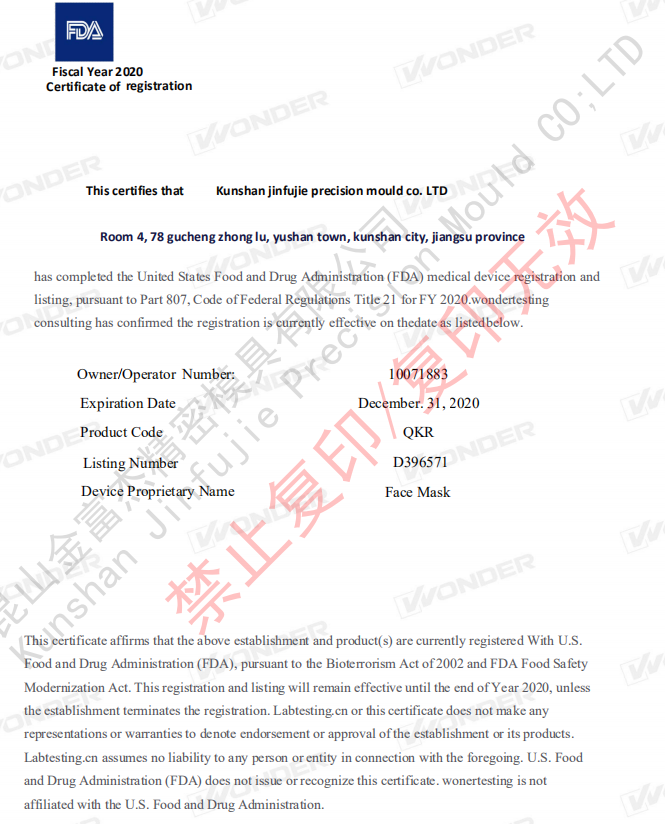 FDA
Fiscal Year 2020
Certificate of registration
This certifies that Kunshan jinfujie precision mould co. LTD
Room 4, 78 gucheng zhong lu, yushan town, kunshan city, jiangsu province
has completed the United States Food and Drug Administration (FDA) medical device registration and
listing, pursuant to Part 807, Code of Federal Regulations Title 21 for FY 2020.wondertesting
consulting has confirmed the registration is currently effective on thedate as listedbelow.
Owner/Operator Number: 10071883
Expiration Date December. 31, 2020
Product Code QKR
Listing Number D396571
Device Proprietary Name Face Mask
This certificate affirms that the above establishment and product(s) are currently registered With U.S.
Food and Drug Administration (FDA), pursuant to the Bioterrorism Act of 2002 and FDA Food Safety
Modernization Act. This registration and listing will remain effective until the end of Year 2020, unless
the establishment terminates the registration. Labtesting.cn or this certificate does not make any
representations or warranties to denote endorsement or approval of the establishment or its products.
Labtesting.cn assumes no liability to any person or entity in connection with the foregoing. U.S. Food
and Drug Administration (FDA) does not issue or recognize this certificate. wonertesting is not
affiliated with the U.S. Food and Drug Administration.
昆山金富杰精密模具有限公司
Kunshan Jinfujie Precision Mould CO;LTD
禁止复印/复印无效
WONDER